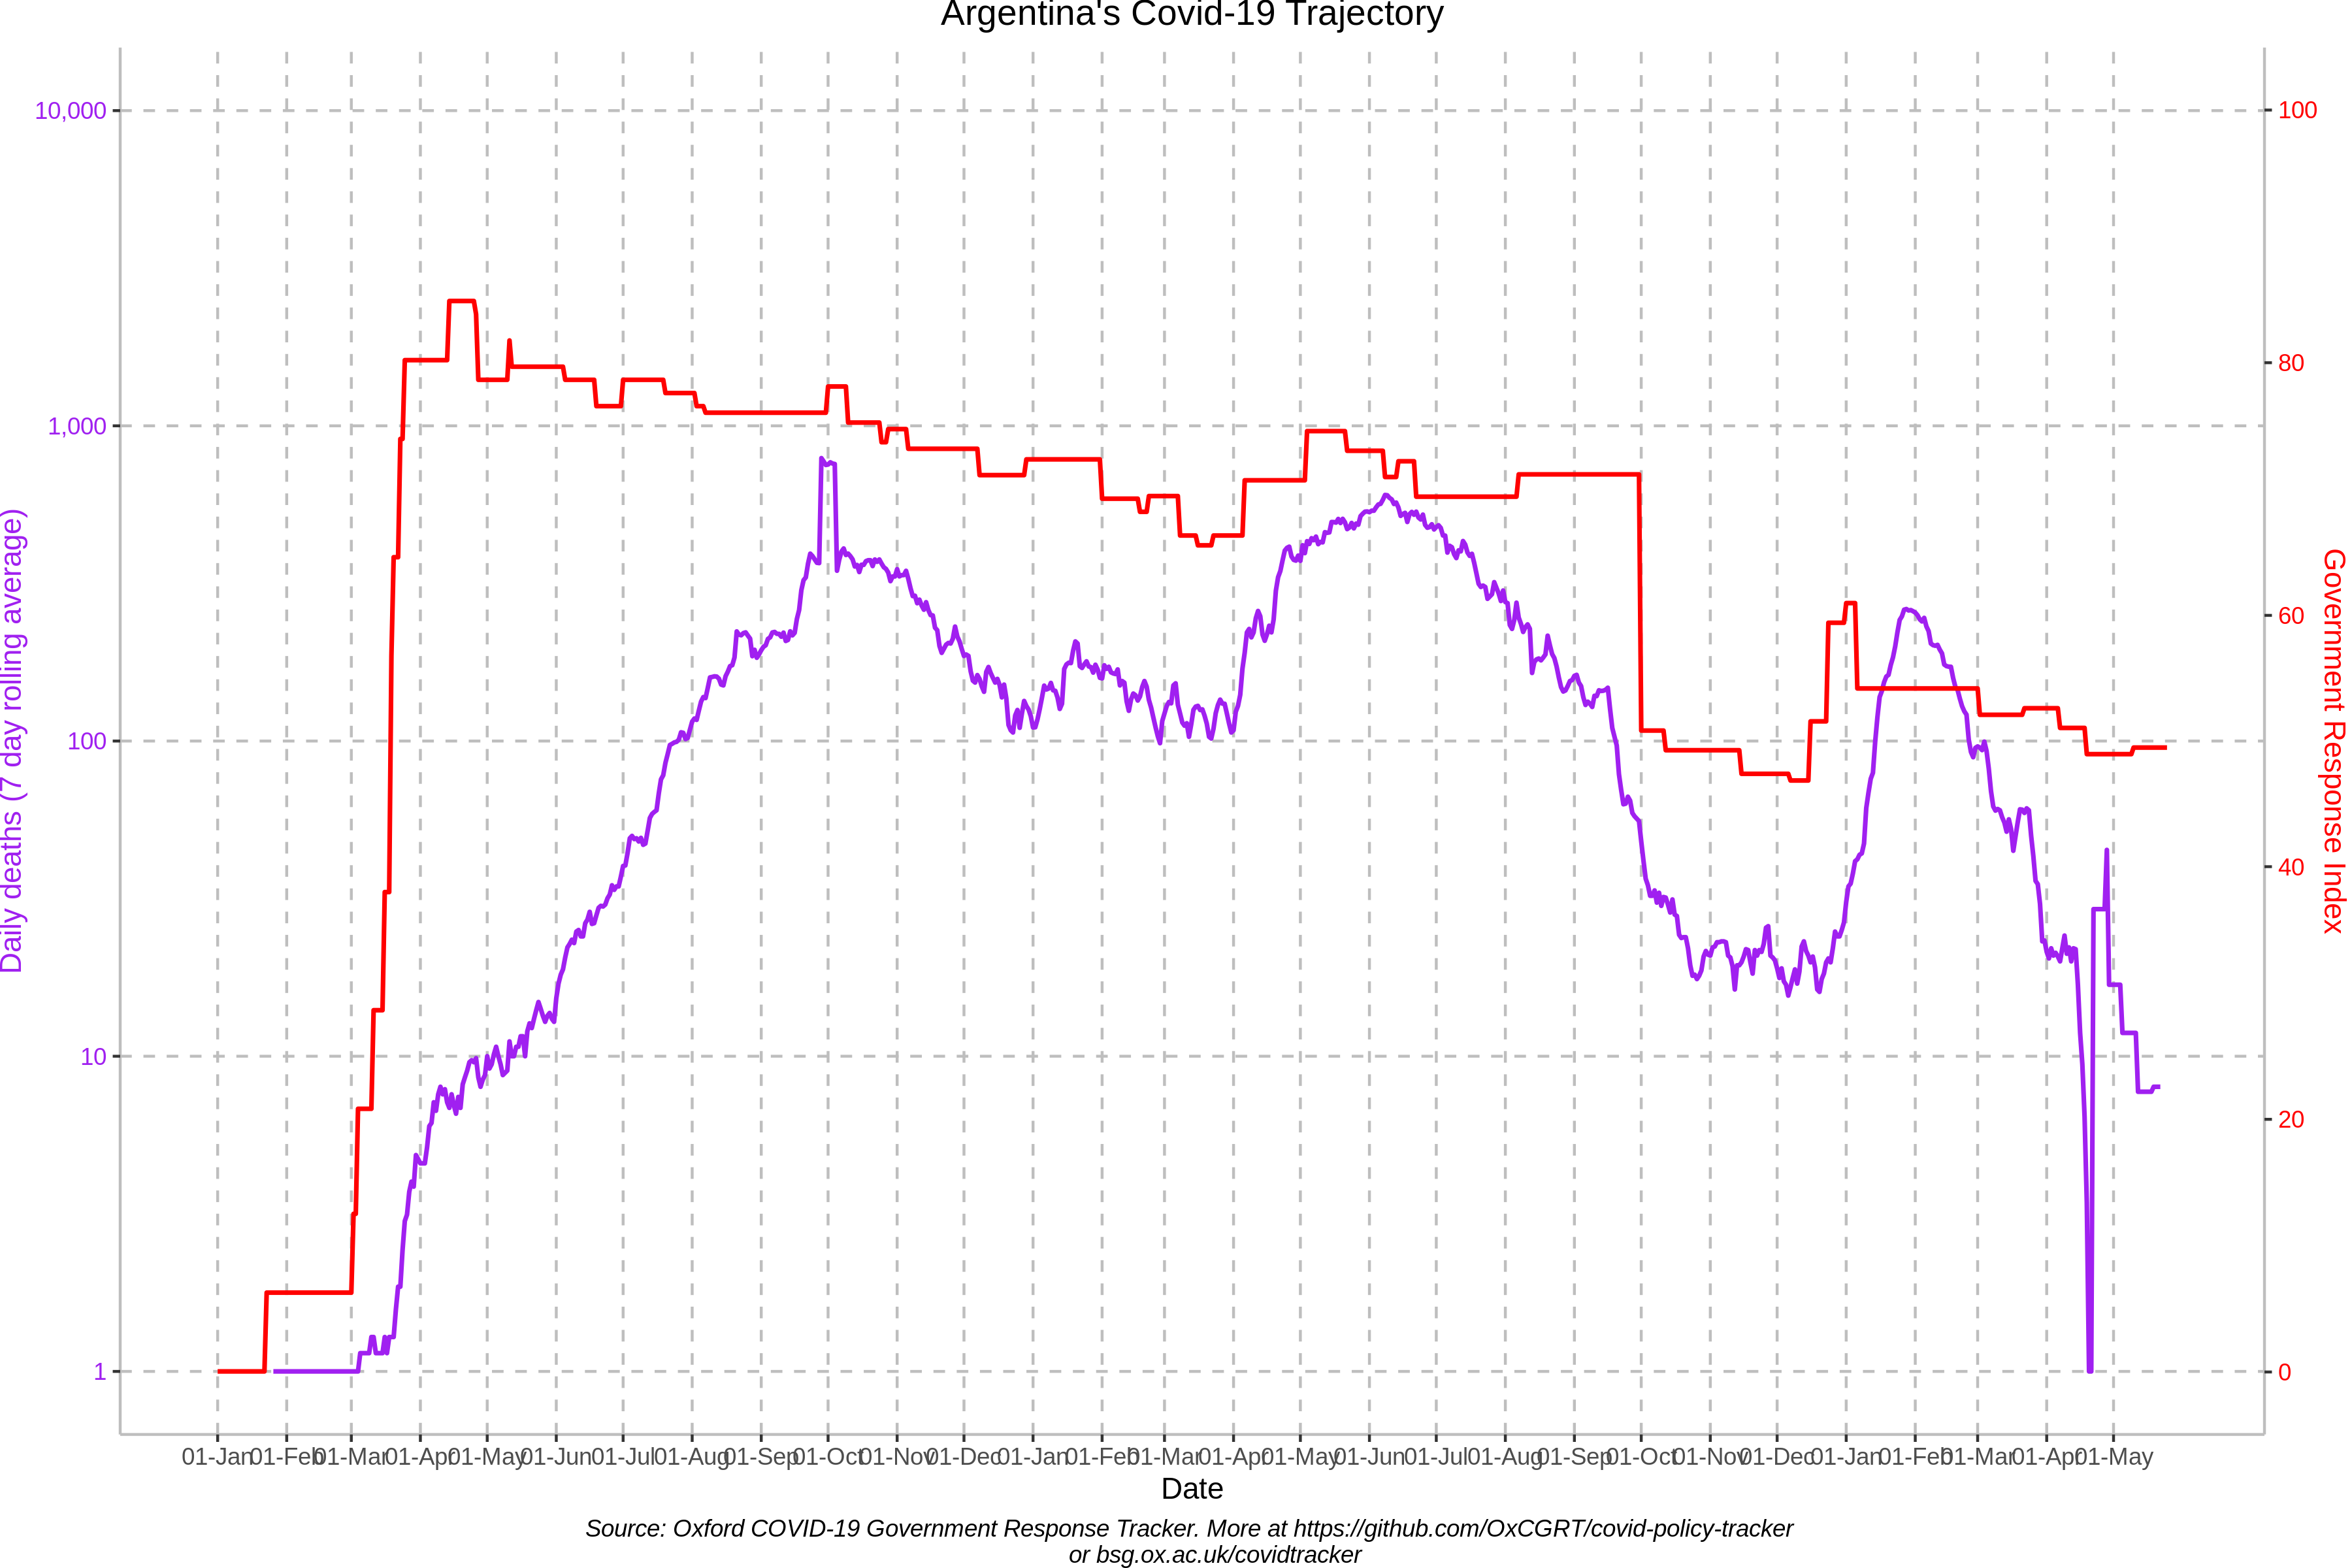 Argentina's Covid-19 Trajectory
10,000
1,000
100
10
1
Daily deaths (7 day rolling average)
100
80
60
40
20
0
Government Response Index
01-Jan 01-Feb 01-Mar 01-Apr 01-May 01-Jun 01-Jul 01-Aug 01-Sep 01-Oct 01-Nov 01-Dec 01-Jan 01-Feb 01-Mar 01-Apr 01-May 01-Jun 01-Jul 01-Aug 01-Sep 01-Oct 01-Nov 01-Dec 01-Jan 01-Feb 01-Mar 01-Apr 01-May
Date
Source: Oxford COVID-19 Government Response Tracker. More at https://github.com/OxCGRT/covid-policy-tracker
or bsg.ox.ac.uk/covidtracker